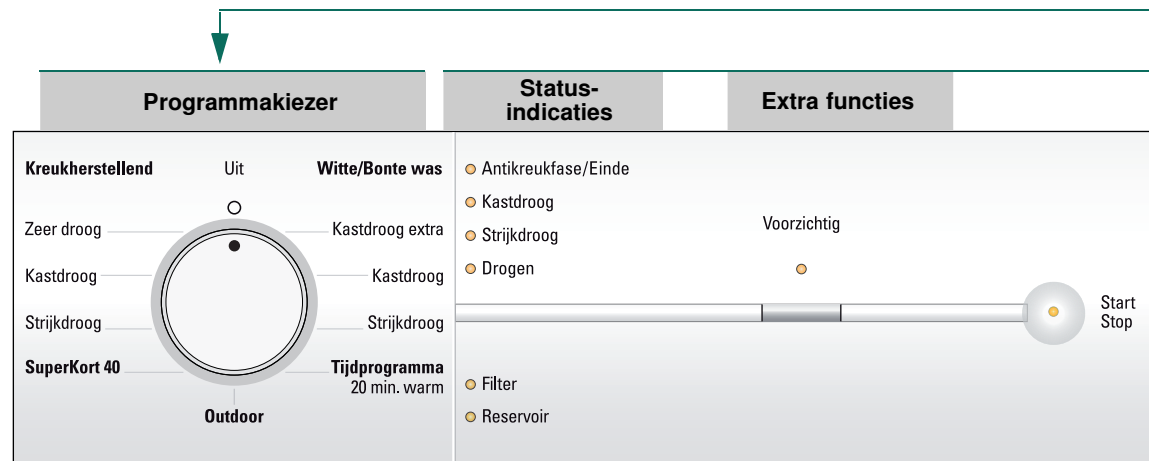 Programmakiezer
Status-
indicaties
Extra functies
Kreukherstellend
Uit
Witte/Bonte was
Zeer droog
Kastdroog extra
Kastdroog
Kastdroog
Strijkdroog
Strijkdroog
SuperKort 40
Tijdprogramma
20 min. warm
Outdoor
Antikreukfase/Einde
Kastdroog
Strijkdroog
Drogen
Filter
Reservoir
Voorzichtig
Start
Stop